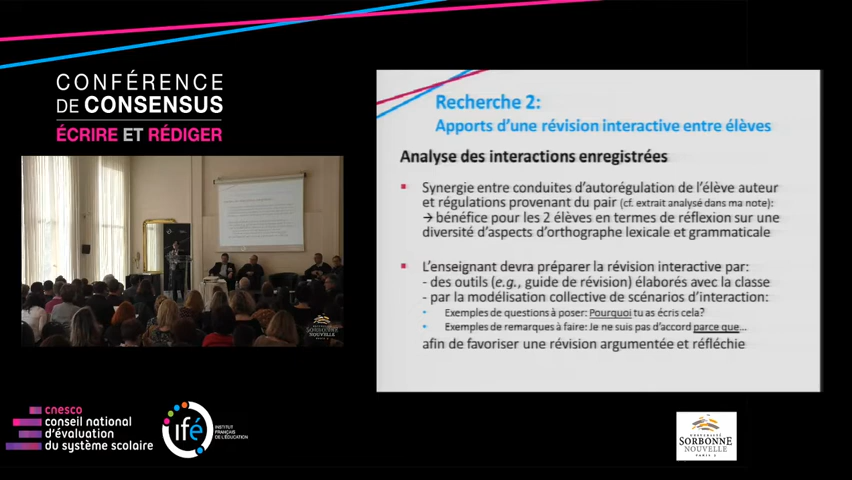 CONFÉRENCE
DE CONSENSUS
ÉCRIRE ET RÉDIGER
Recherche 2:
Apports d'une révision interactive entre élèves
Analyse des interactions enregistrées
Synergie entre conduites d'autorégulation de l'élève auteur
et régulations provenant du pair (cf. extrait analysé dans ma note):
→ bénéfice pour les 2 élèves en termes de réflexion sur une
diversité d'aspects d'orthographe lexicale et grammaticale
L'enseignant devra préparer la révision interactive par:
- des outils (e.g., guide de révision) élaborés avec la classe
- par la modélisation collective de scénarios d'interaction:
Exemples de questions à poser: Pourquoi tu as écris cela?
Exemples de remarques à faire: Je ne suis pas d'accord parce que...
afin de favoriser une révision argumentée et réfléchie
SORBONNE
NOUVELLE
cnesco
conseil national
d'évaluation
du système scolaire
ifé
INSTITUT
FRANÇAIS
DE L'ÉDUCATION
UNIVERSITÉ
SORBONNE
NOUVELLE
PARIS 3